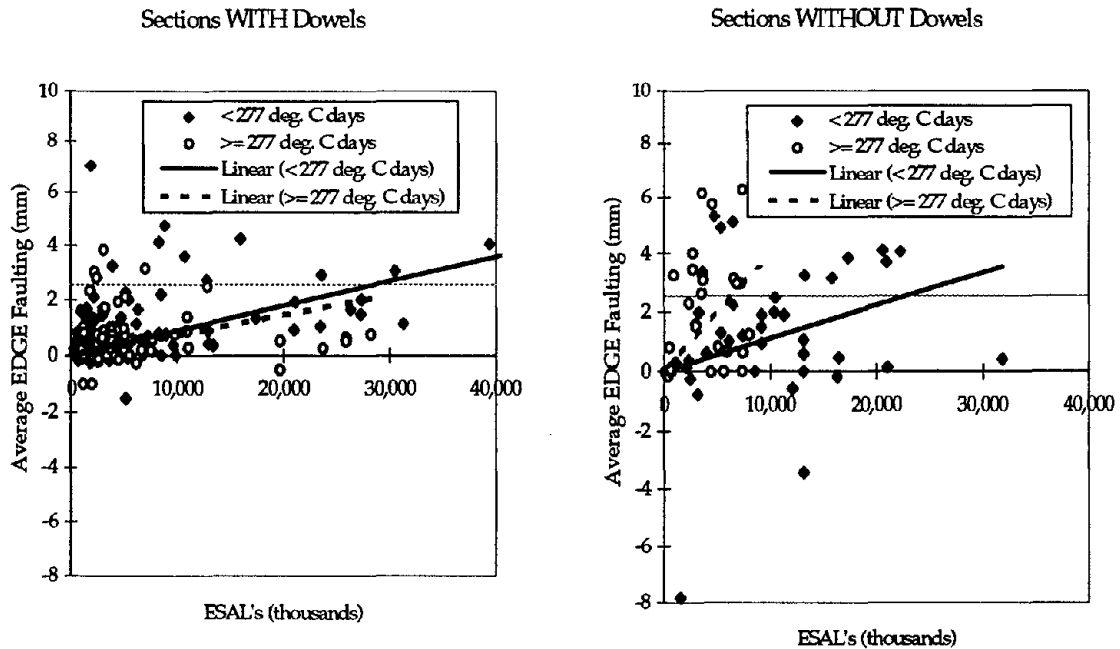 Sections WITH Dowels
10
8
6
4
2
0
-2
-4
-6
-8
0
10,000
20,000
30,000
40,000
Average EDGE Faulting (mm)
ESAL's (thousands)
<277 deg. C days
>= 277 deg. C days
Linear (<277 deg. C days)
Linear (>= 277 deg. C days)
Sections WITHOUT Dowels
10
8
6
4
2
0
-2
-4
-6
-8
0
10,000
20,000
30,000
40,000
Average EDGE Faulting (mm)
ESAL's (thousands)
<277 deg. C days
>= 277 deg. C days
Linear (<277 deg. C days)
Linear (>= 277 deg. C days)